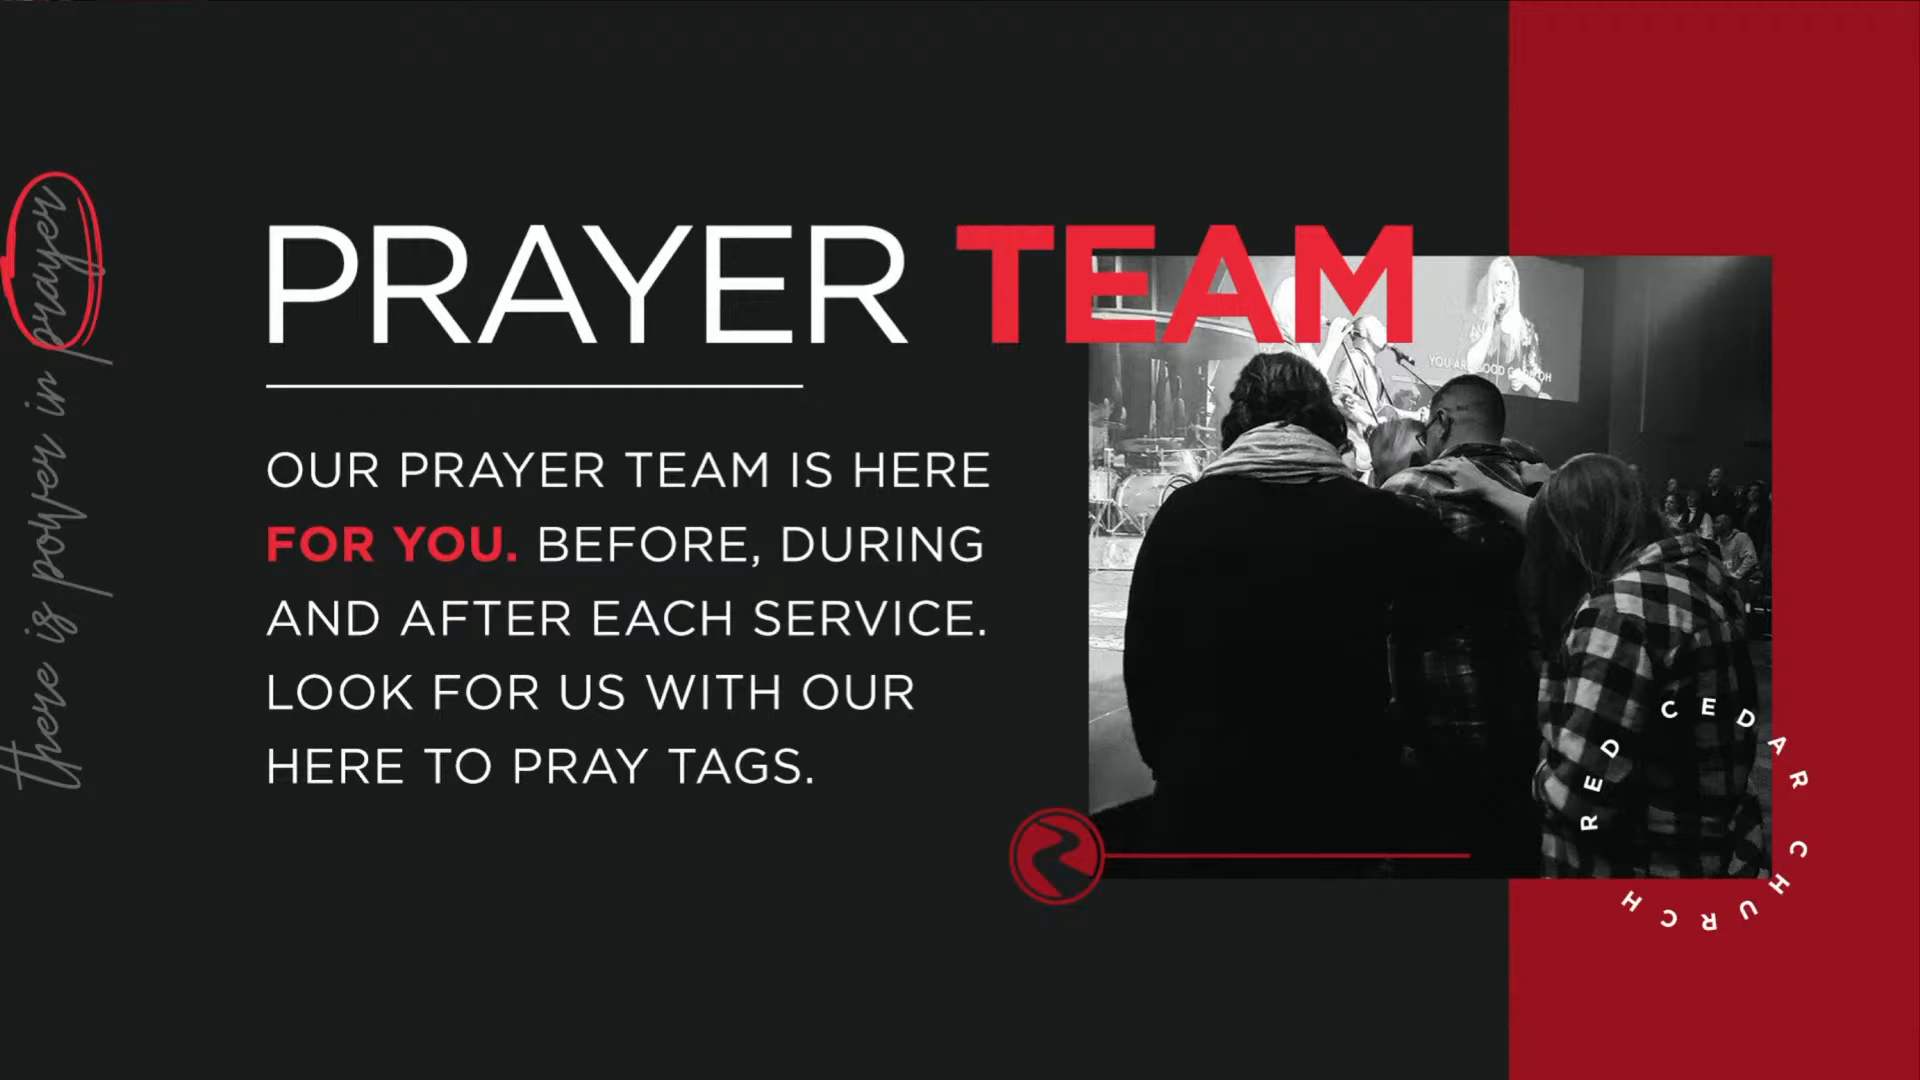 there is power in prayer
PRAYER TEAM
OUR PRAYER TEAM IS HERE
FOR YOU. BEFORE, DURING
AND AFTER EACH SERVICE.
LOOK FOR US WITH OUR
HERE TO PRAY TAGS.
RED CEDAR CHURCH